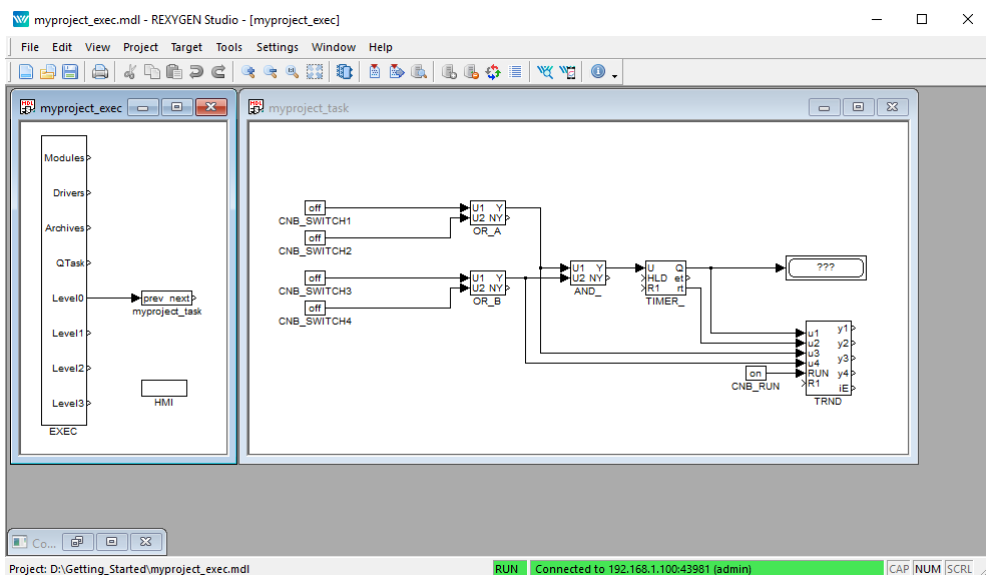 myproject_exec.mdl - REXYGEN Studio - [myproject_exec]
File Edit View Project Target Tools Settings Window Help
myproject_exec
Modules
Drivers
Archives
QTask
Level0
prev next
myproject_task
Level1
Level2
Level3
HMI
EXEC
myproject_task
off
CNB_SWITCH1
off
CNB_SWITCH2
U1 Y
U2 NY
OR_A
off
CNB_SWITCH3
off
CNB_SWITCH4
U1 Y
U2 NY
OR_B
U1 Y
U2 NY
AND_
U Q
HLD et
R1 rt
TIMER_
???
on
CNB_RUN
u1 y1
u2 y2
u3 y3
u4 y4
RUN
R1 iE
TRND
Co...
Project: D:\Getting_Started\myproject_exec.mdl RUN Connected to 192.168.1.100:43981 (admin) CAP NUM SCRL